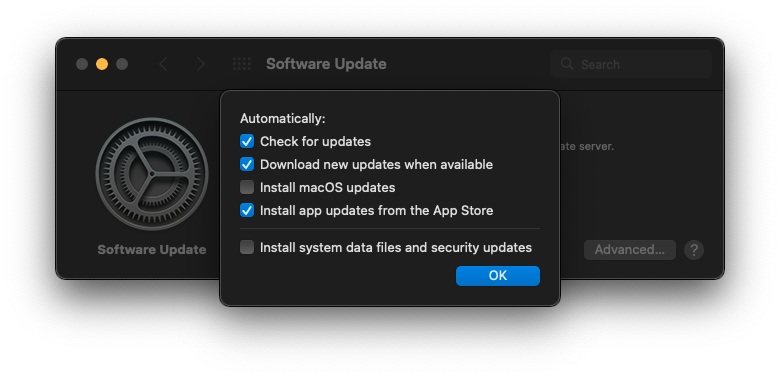 Software Update
Search
Automatically:
Check for updates
Download new updates when available
Install macOS updates
Install app updates from the App Store
Install system data files and security updates
OK
server.
Software Update
Advanced...
?